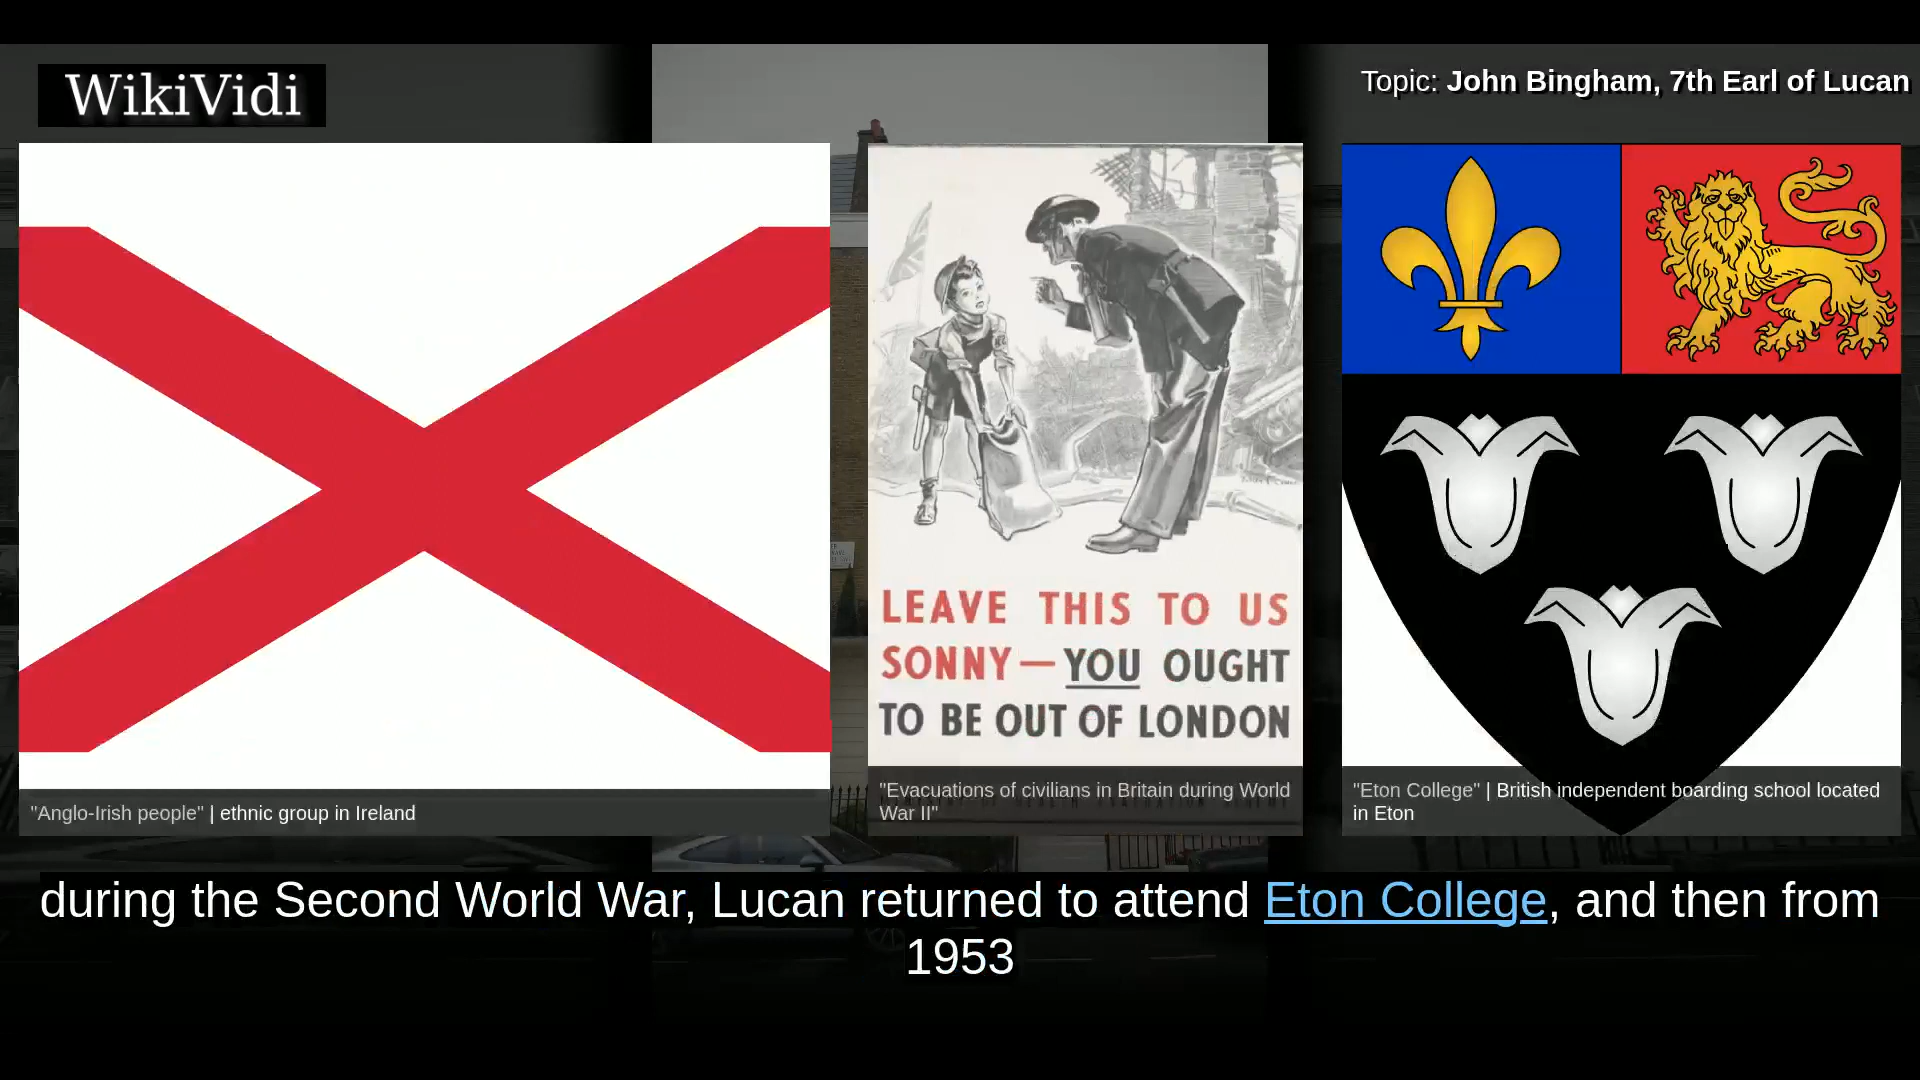 WikiVidi
Topic: John Bingham, 7th Earl of Lucan
LEAVE THIS TO US
SONNY—YOU OUGHT
TO BE OUT OF LONDON
"Anglo-Irish people" | ethnic group in Ireland
"Evacuations of civilians in Britain during World
War II"
"Eton College" | British independent boarding school located
in Eton
during the Second World War, Lucan returned to attend Eton College, and then from
1953